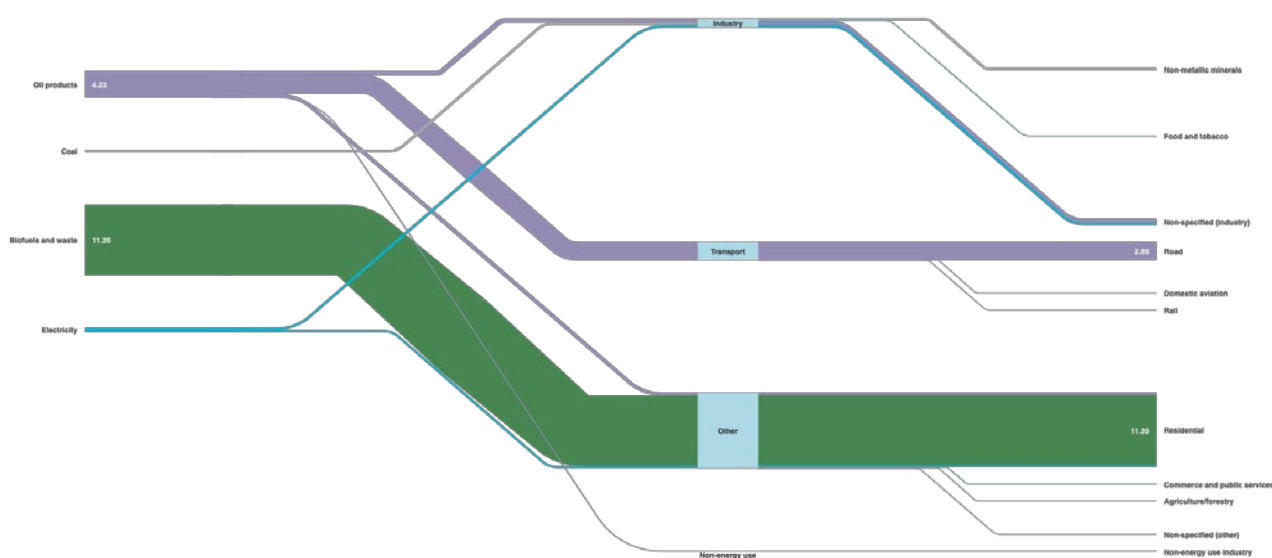 Industry
Non-metallic minerals
Oil products
4.23
Food and tobacco
Coal
Non-specified (industry)
Biofuels and waste
11.20
Transport
2.89
Road
Domestic aviation
Rail
Electricity
Other
11.20
Residential
Commerce and public services
Agriculture/forestry
Non-specified (other)
Non-energy use
Non-energy use industry